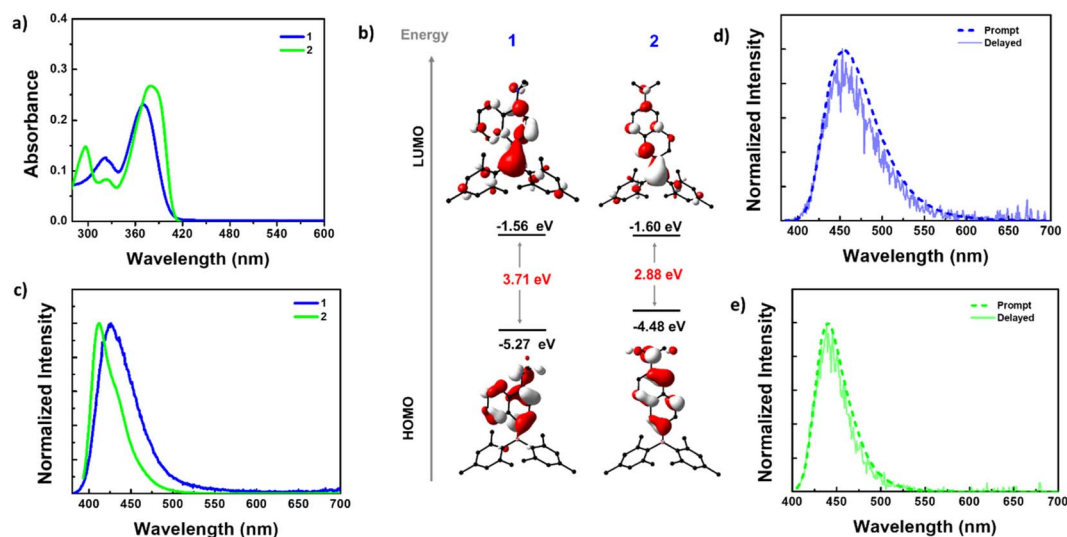 a)
0.4
0.3
0.2
0.1
0.0
Absorbance
1
2
300 360 420 480 540 600
Wavelength (nm)
b)
Energy
1 2
LUMO
-1.56 eV -1.60 eV
3.71 eV 2.88 eV
-4.48 eV
-5.27 eV
HOMO
c)
Normalized Intensity
1
2
400 450 500 550 600 650 700
Wavelength (nm)
d)
Normalized Intensity
Prompt
Delayed
400 450 500 550 600 650 700
Wavelength (nm)
e)
Normalized Intensity
Prompt
Delayed
400 450 500 550 600 650 700
Wavelength (nm)